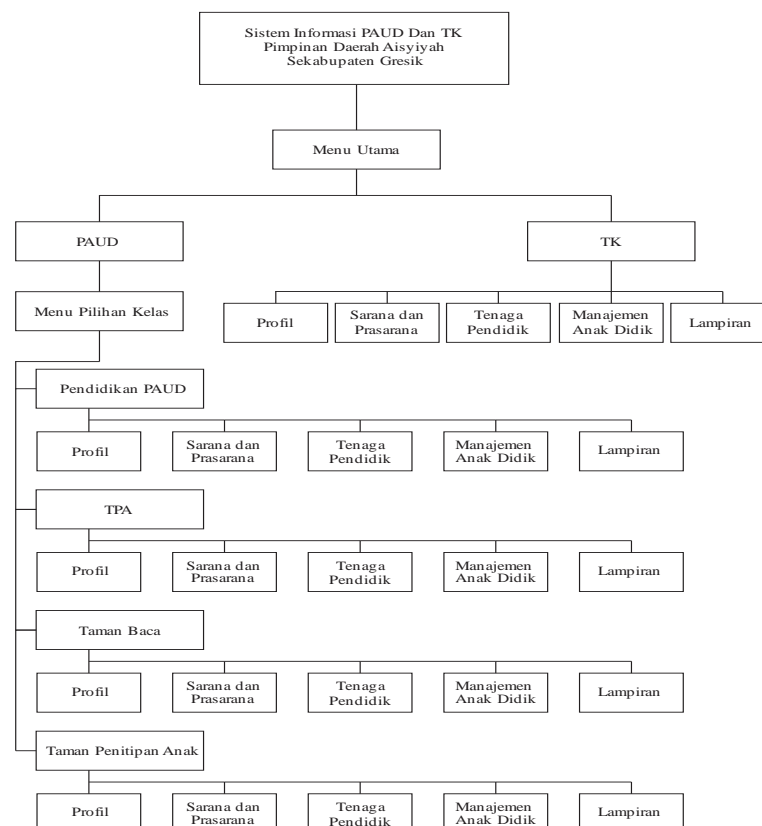 Sistem Informasi PAUD Dan TK
Pimpinan Daerah Aisyiyah
Sekabupaten Gresik
Menu Utama
PAUD
TK
Menu Pilihan Kelas
Profil
Sarana dan
Prasarana
Tenaga
Pendidik
Manajemen
Anak Didik
Lampiran
Pendidikan PAUD
Profil
Sarana dan
Prasarana
Tenaga
Pendidik
Manajemen
Anak Didik
Lampiran
TPA
Profil
Sarana dan
Prasarana
Tenaga
Pendidik
Manajemen
Anak Didik
Lampiran
Taman Baca
Profil
Sarana dan
Prasarana
Tenaga
Pendidik
Manajemen
Anak Didik
Lampiran
Taman Penitipan Anak
Profil
Sarana dan
Prasarana
Tenaga
Pendidik
Manajemen
Anak Didik
Lampiran